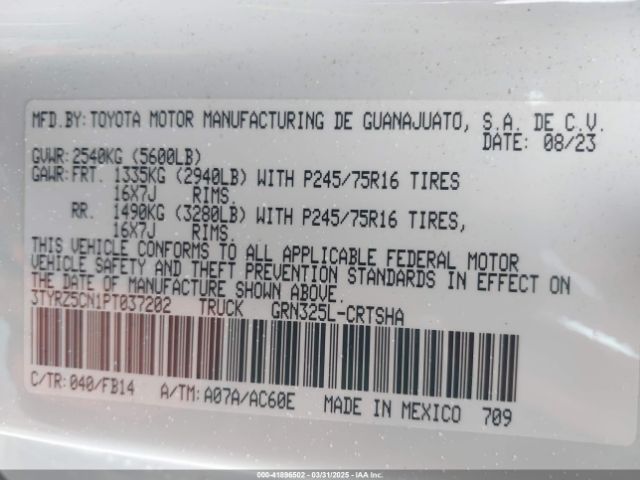 MFD.BY: TOYOTA MOTOR MANUFACTURING DE GUANAJUATO, S.A. DE C.V.
DATE: 08/23
GVWR: 2540KG (5600LB)
GAWR: FRT. 1335KG (2940LB) WITH P245/75R16 TIRES
16X7J RIMS.
RR. 1490KG (3280LB) WITH P245/75R16 TIRES,
16X7J RIMS.
THIS VEHICLE CONFORMS TO ALL APPLICABLE FEDERAL MOTOR
VEHICLE SAFETY AND THEFT PREVENTION STANDARDS IN EFFECT ON
THE DATE OF MANUFACTURE SHOWN ABOVE.
3TYRZ5CN1PT037202 TRUCK GRN325L-CRTSHA
C/TR: 040/FB14 A/TM: A07A/AC60E MADE IN MEXICO 709
000-41896502 - 03/31/2025 - IAAI.COM